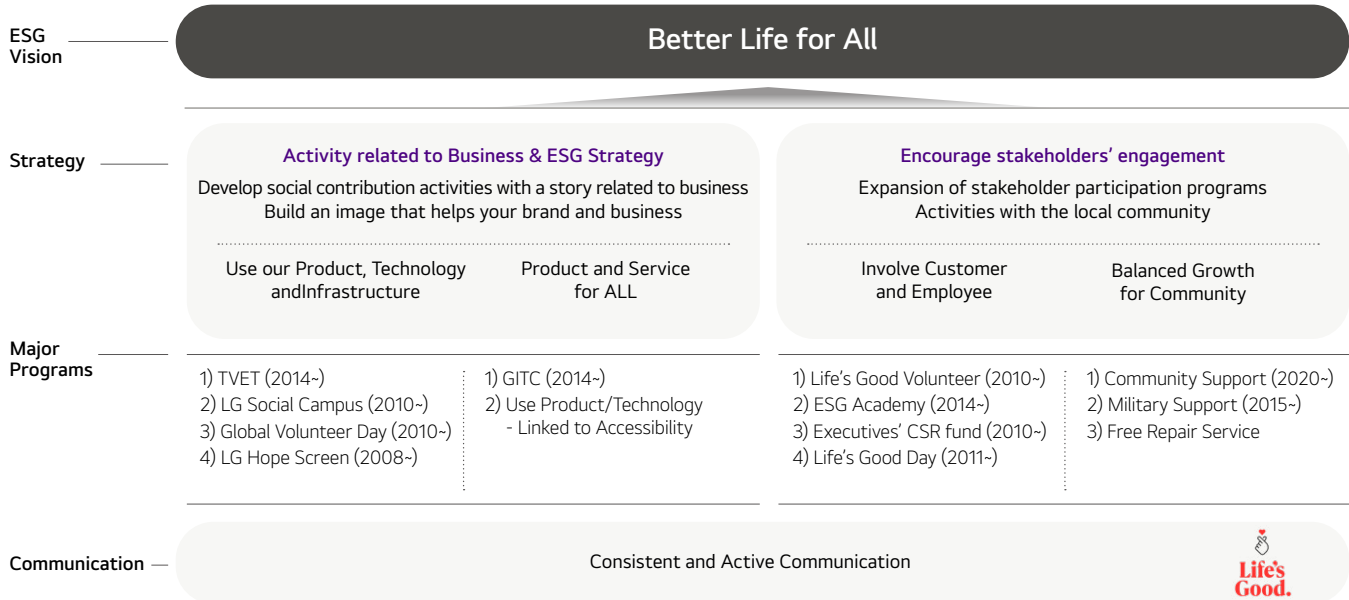 ESG
Vision
Better Life for All
Strategy
Activity related to Business & ESG Strategy
Develop social contribution activities with a story related to business
Build an image that helps your brand and business
Use our Product, Technology
andInfrastructure
Product and Service
for ALL
Encourage stakeholders’ engagement
Expansion of stakeholder participation programs
Activities with the local community
Involve Customer
and Employee
Balanced Growth
for Community
Major
Programs
1) TVET (2014~)
2) LG Social Campus (2010~)
3) Global Volunteer Day (2010~)
4) LG Hope Screen (2008~)
1) GITC (2014~)
2) Use Product/Technology
- Linked to Accessibility
1) Life’s Good Volunteer (2010~)
2) ESG Academy (2014~)
3) Executives’ CSR fund (2010~)
4) Life’s Good Day (2011~)
1) Community Support (2020~)
2) Military Support (2015~)
3) Free Repair Service
Communication
Consistent and Active Communication
Life's
Good.